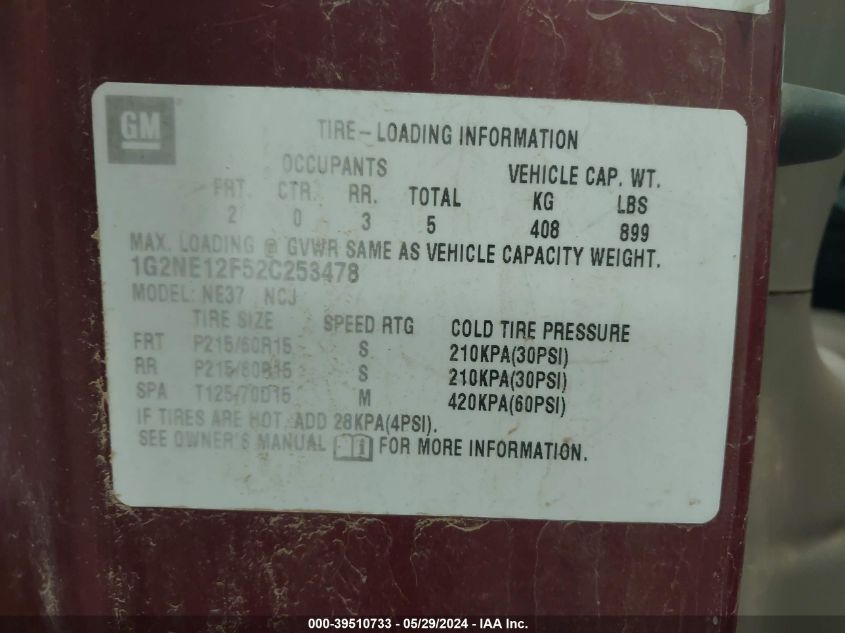 GM
TIRE-LOADING INFORMATION
OCCUPANTS VEHICLE CAP. WT.
FRT. CTR. RR. TOTAL KG LBS
2 0 3 5 408 899
MAX. LOADING @ GVWR SAME AS VEHICLE CAPACITY WEIGHT.
1G2NE12F52C253478
MODEL: NE37 NCJ
TIRE SIZE SPEED RTG COLD TIRE PRESSURE
FRT P215/60R15 S 210KPA(30PSI)
RR P215/60R15 S 210KPA(30PSI)
SPA T125/70D15 M 420KPA(60PSI)
IF TIRES ARE HOT, ADD 28KPA(4PSI).
SEE OWNER'S MANUAL i FOR MORE INFORMATION.
000-39510733 / 05/29/2024 - IAA Inc.